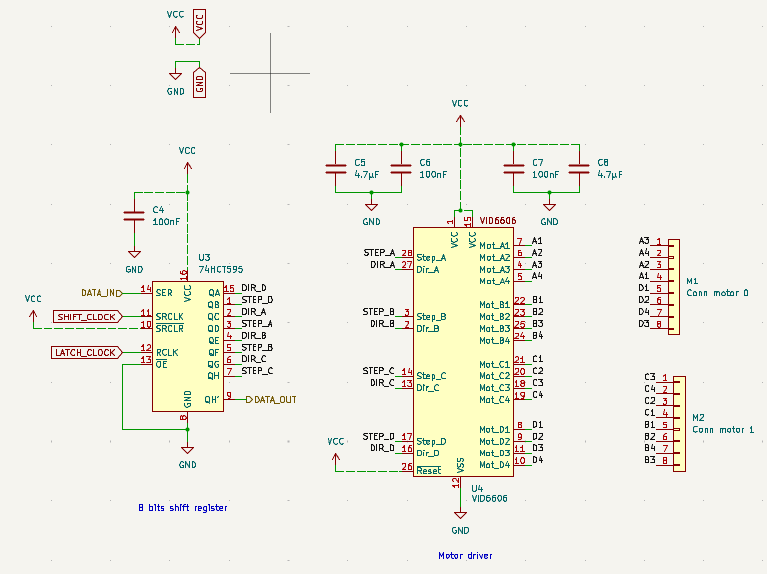 VCC
VCC
GND
GND
VCC
C4
100nF
GND
U3
74HCT595
VCC
16
VCC
DATA_IN
14
SER
SHIFT_CLOCK
11
SRCLK
10
SRCLR
LATCH_CLOCK
12
RCLK
13
OE
QA
15
DIR_D
QB
1
STEP_D
QC
2
DIR_A
QD
3
STEP_A
QE
4
DIR_B
QF
5
STEP_B
QG
6
DIR_C
QH
7
STEP_C
QH'
9
DATA_OUT
GND
8
GND
8 bits shift register
VCC
C5
4.7µF
C6
100nF
C7
100nF
C8
4.7µF
GND
GND
VID6606
1
15
VCC
VCC
STEP_A
28
Step_A
DIR_A
27
Dir_A
STEP_B
3
Step_B
DIR_B
2
Dir_B
STEP_C
14
Step_C
DIR_C
13
Dir_C
STEP_D
17
Step_D
DIR_D
16
Dir_D
VCC
26
Reset
Mot_A1
7
A1
Mot_A2
6
A2
Mot_A3
4
A3
Mot_A4
5
A4
Mot_B1
22
B1
Mot_B2
23
B2
Mot_B3
25
B3
Mot_B4
24
B4
Mot_C1
21
C1
Mot_C2
20
C2
Mot_C3
18
C3
Mot_C4
19
C4
Mot_D1
8
D1
Mot_D2
9
D2
Mot_D3
11
D3
Mot_D4
10
D4
VSS
12
U4
VID6606
GND
Motor driver
A3
1
A4
2
A2
3
A1
4
D1
5
D2
6
D4
7
D3
8
M1
Conn motor 0
C3
1
C4
2
C2
3
C1
4
B1
5
B2
6
B4
7
B3
8
M2
Conn motor 1